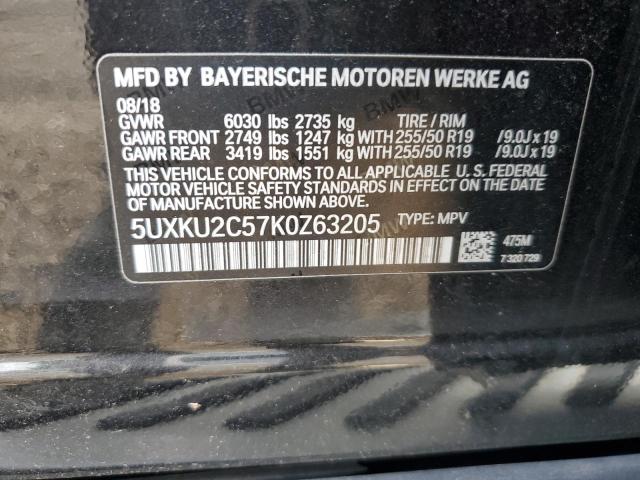 MFD BY BAYERISCHE MOTOREN WERKE AG
08/18
GVWR 6030 lbs 2735 kg TIRE / RIM
GAWR FRONT 2749 lbs 1247 kg WITH 255/50 R19 /9.0J x 19
GAWR REAR 3419 lbs 1551 kg WITH 255/50 R19 /9.0J x 19
THIS VEHICLE CONFORMS TO ALL APPLICABLE U.S. FEDERAL
MOTOR VEHICLE SAFETY STANDARDS IN EFFECT ON THE DATE OF
MANUFACTURE SHOWN ABOVE.
5UXKU2C57K0Z63205 TYPE: MPV
475M
7 320 729